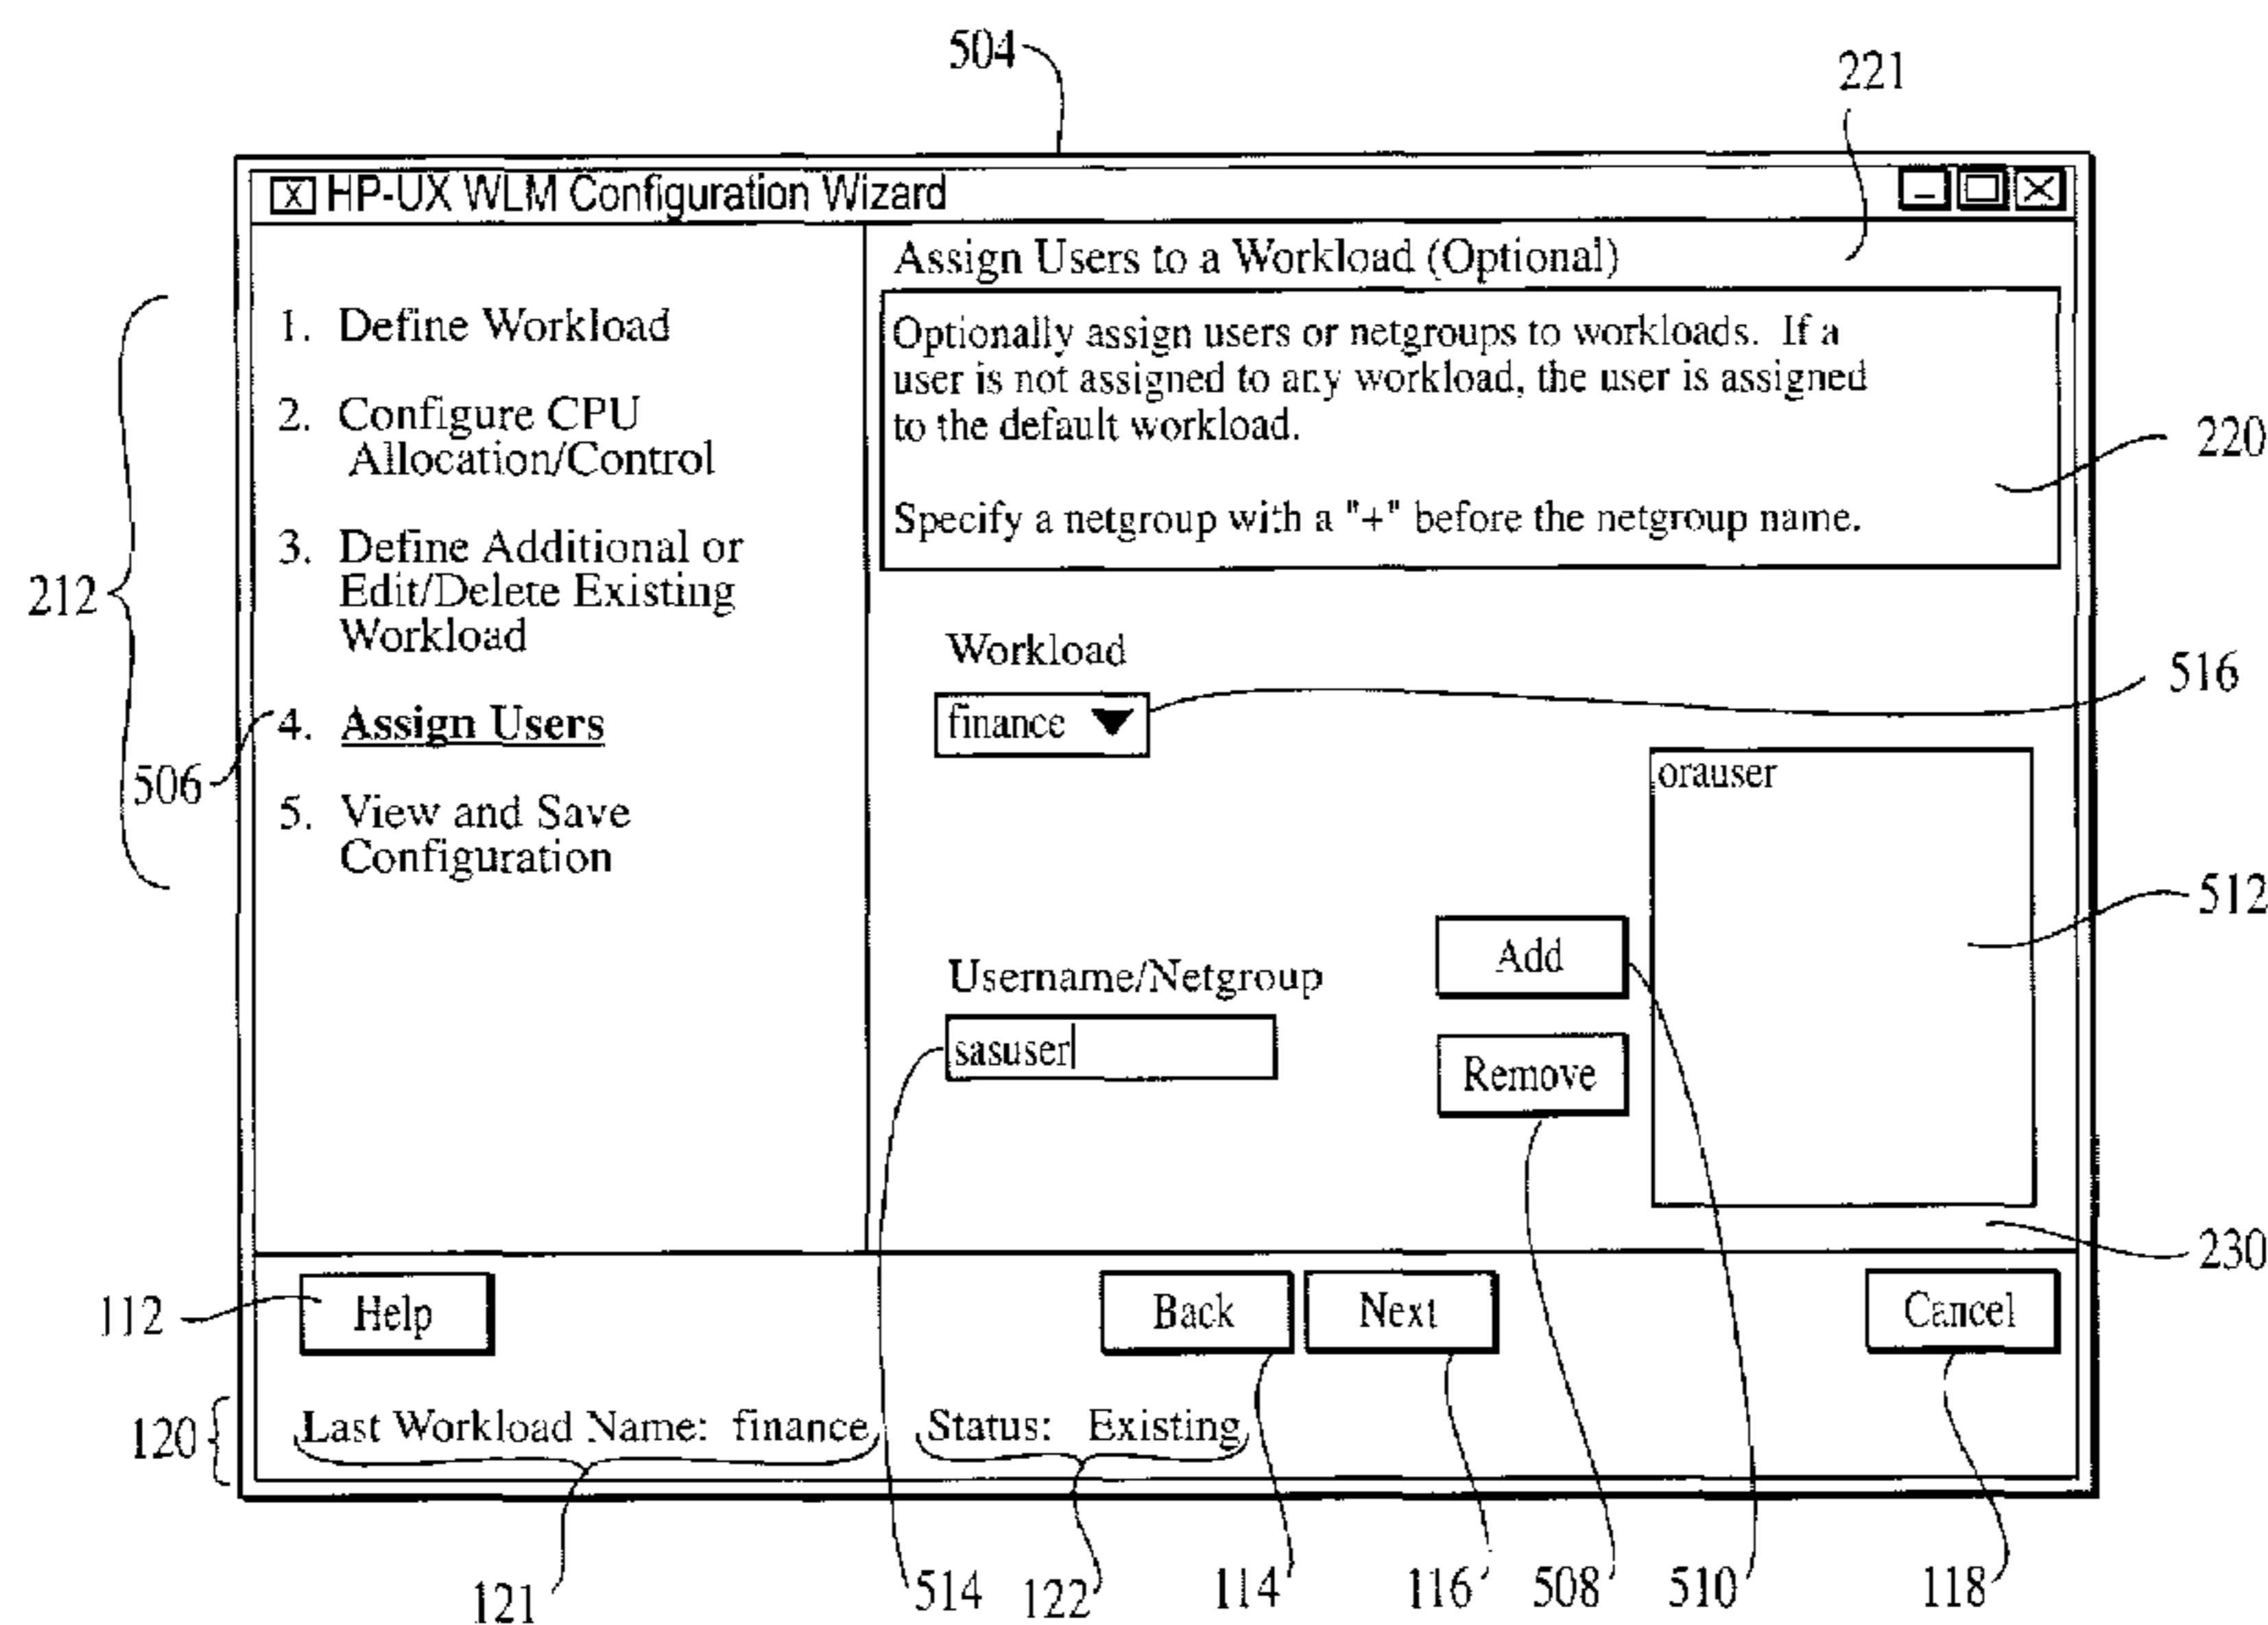 504
221
X HP-UX WLM Configuration Wizard
Assign Users to a Workload (Optional)
Optionally assign users or netgroups to workloads. If a
user is not assigned to any workload, the user is assigned
to the default workload.
Specify a netgroup with a "+" before the netgroup name.
220
212
1. Define Workload
2. Configure CPU
Allocation/Control
3. Define Additional or
Edit/Delete Existing
Workload
506
4. Assign Users
5. View and Save
Configuration
Workload
finance
516
orauser
512
Add
Username/Netgroup
sasuser
Remove
230
112
Help
Back
Next
Cancel
120
Last Workload Name: finance
Status: Existing
121
514
122
114
116
508
510
118